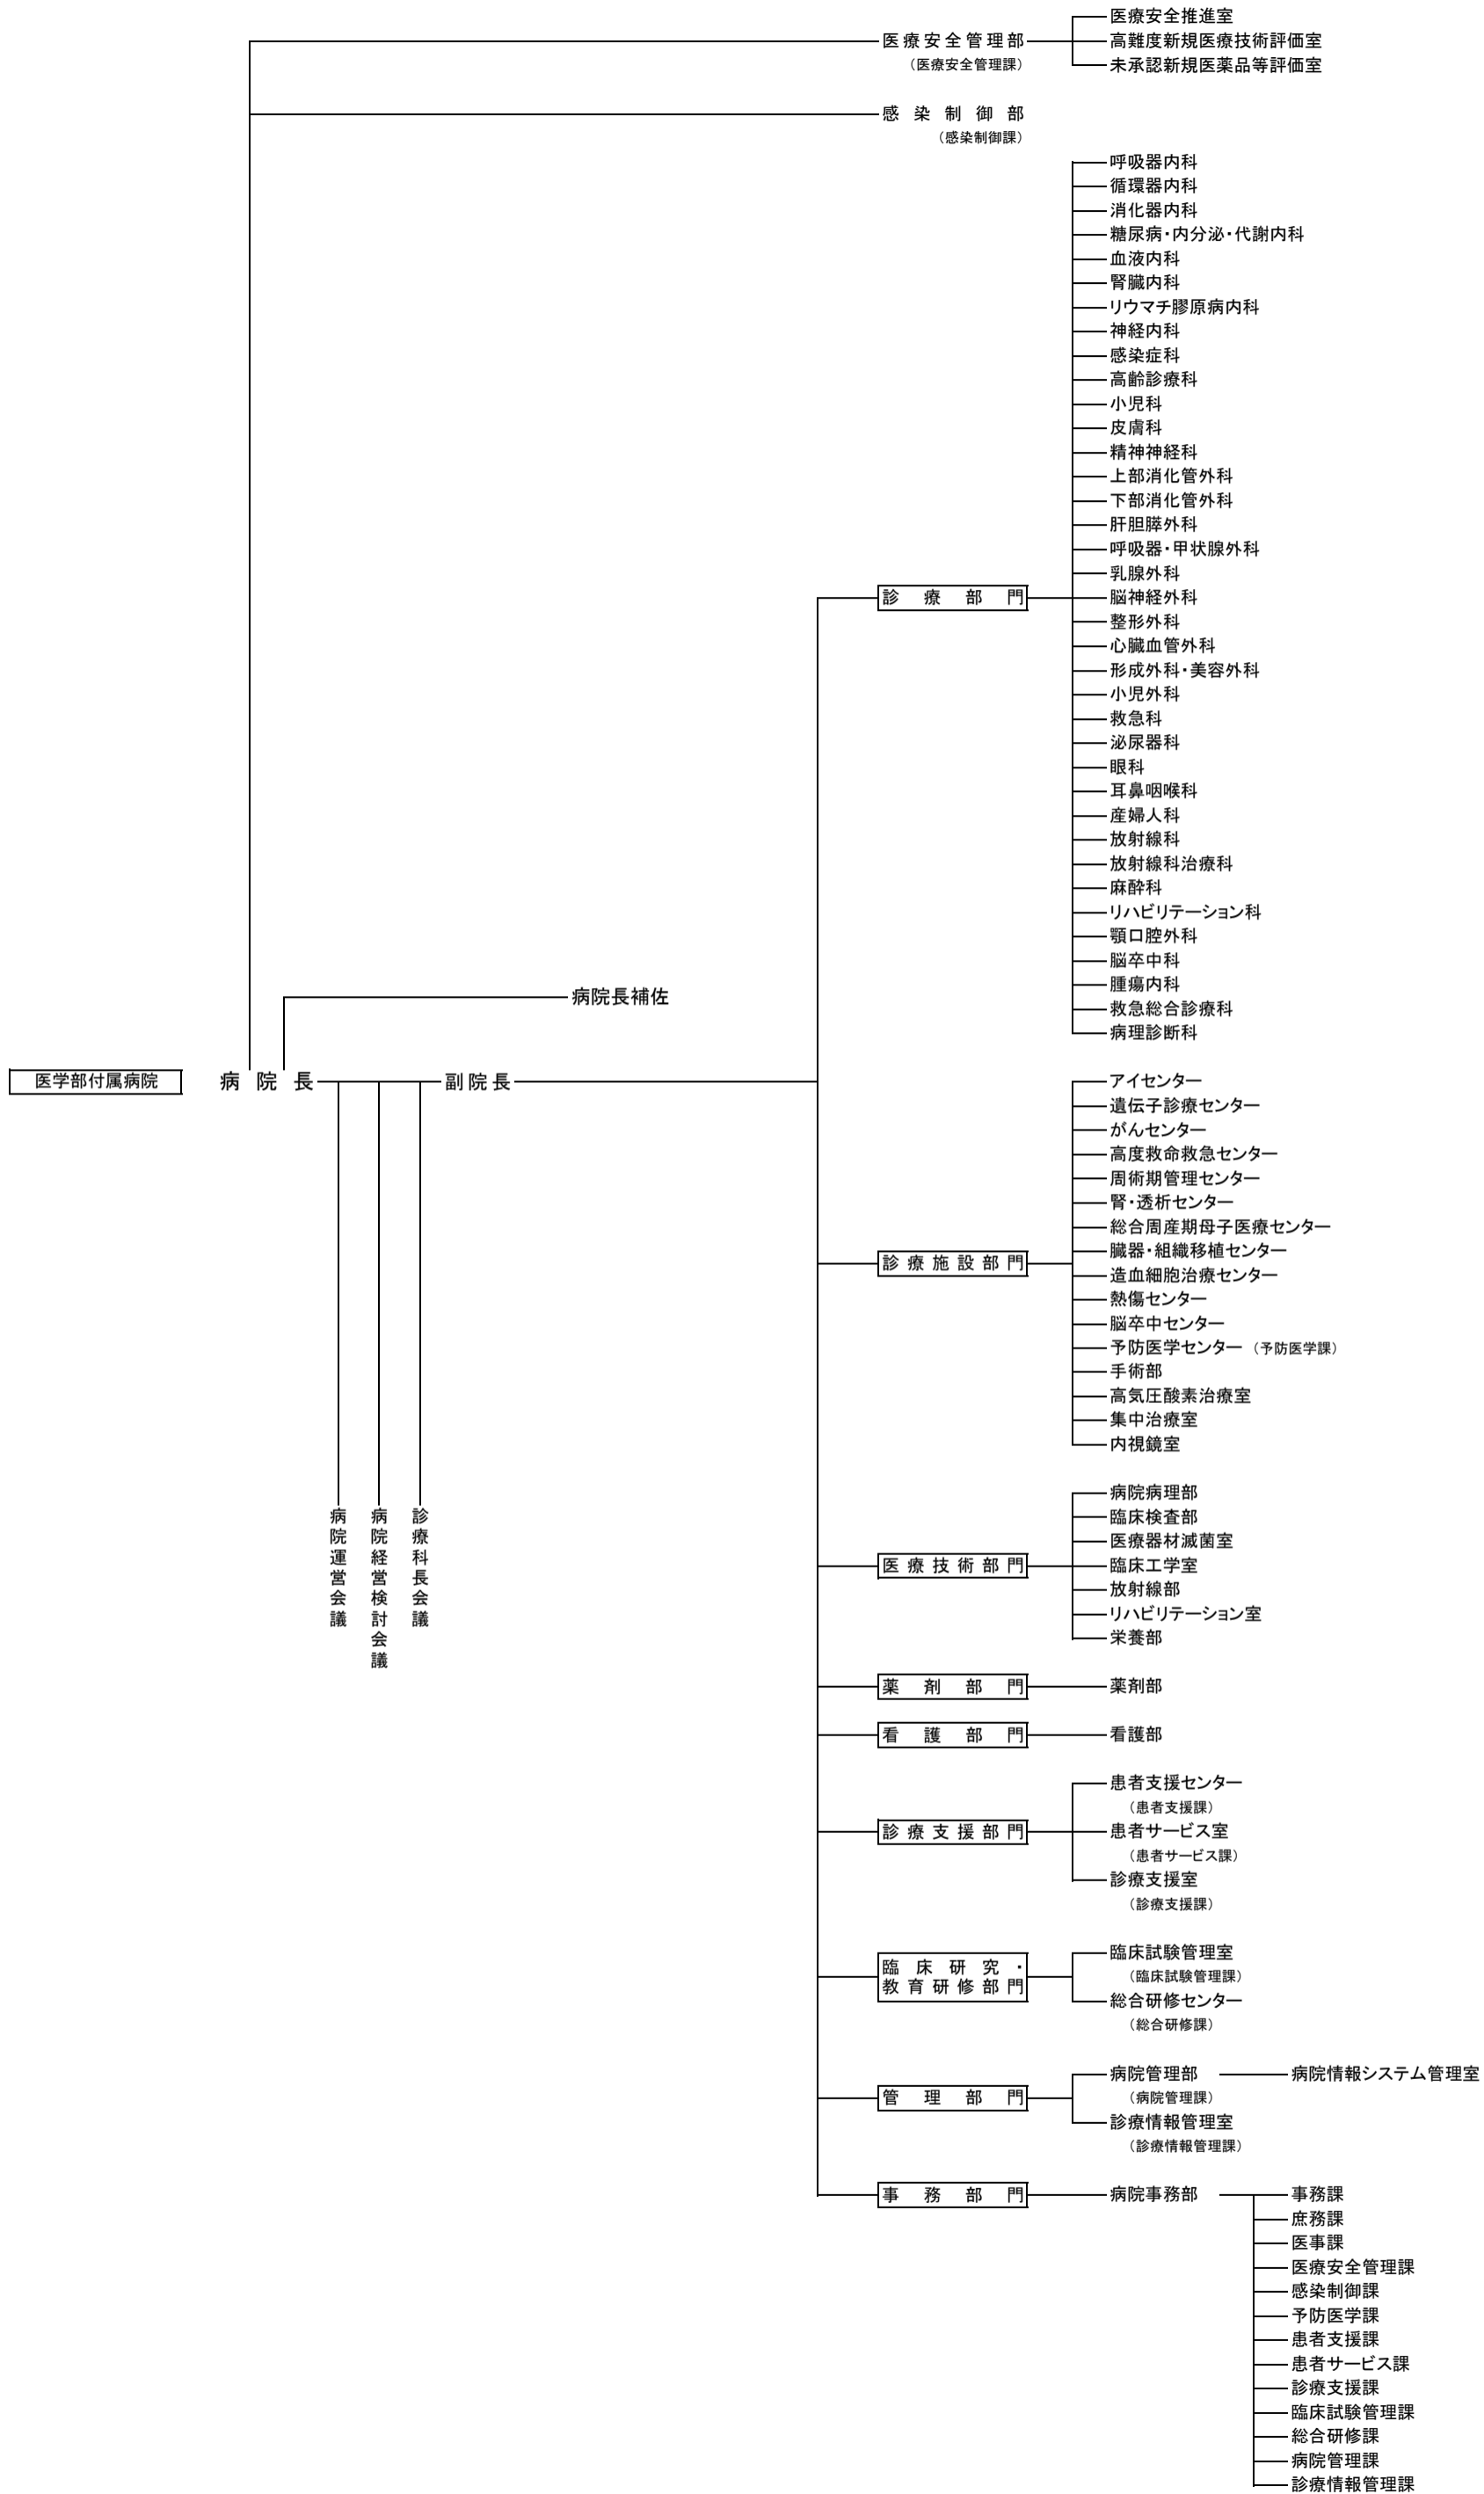 医療安全推進室
医療安全管理部
高難度新規医療技術評価室
（医療安全管理課）
未承認新規医薬品等評価室
感染制御部
（感染制御課）
呼吸器内科
循環器内科
消化器内科
糖尿病・内分泌・代謝内科
血液内科
腎臓内科
リウマチ膠原病内科
神経内科
感染症科
高齢診療科
小児科
皮膚科
精神神経科
上部消化管外科
下部消化管外科
肝胆膵外科
呼吸器・甲状腺外科
乳腺外科
診療部門
脳神経外科
整形外科
心臓血管外科
形成外科・美容外科
小児外科
救急科
泌尿器科
眼科
耳鼻咽喉科
産婦人科
放射線科
放射線科治療科
麻酔科
リハビリテーション科
顎口腔外科
脳卒中科
腫瘍内科
救急総合診療科
病理診断科
病院長補佐
医学部付属病院
病院長
副院長
アイセンター
遺伝子診療センター
がんセンター
高度救命救急センター
周術期管理センター
腎・透析センター
総合周産期母子医療センター
臓器・組織移植センター
診療施設部門
造血細胞治療センター
熱傷センター
脳卒中センター
予防医学センター（予防医学課）
手術部
高気圧酸素治療室
集中治療室
内視鏡室
病院運営会議
病院経営検討会議
診療科長会議
病院病理部
臨床検査部
医療器材滅菌室
医療技術部門
臨床工学室
放射線部
リハビリテーション室
栄養部
薬剤部門
薬剤部
看護部門
看護部
患者支援センター
（患者支援課）
診療支援部門
患者サービス室
（患者サービス課）
診療支援室
（診療支援課）
臨床研究・
教育研修部門
臨床試験管理室
（臨床試験管理課）
総合研修センター
（総合研修課）
管理部門
病院管理部
病院情報システム管理室
（病院管理課）
診療情報管理室
（診療情報管理課）
事務部門
病院事務部
事務課
庶務課
医事課
医療安全管理課
感染制御課
予防医学課
患者支援課
患者サービス課
診療支援課
臨床試験管理課
総合研修課
病院管理課
診療情報管理課